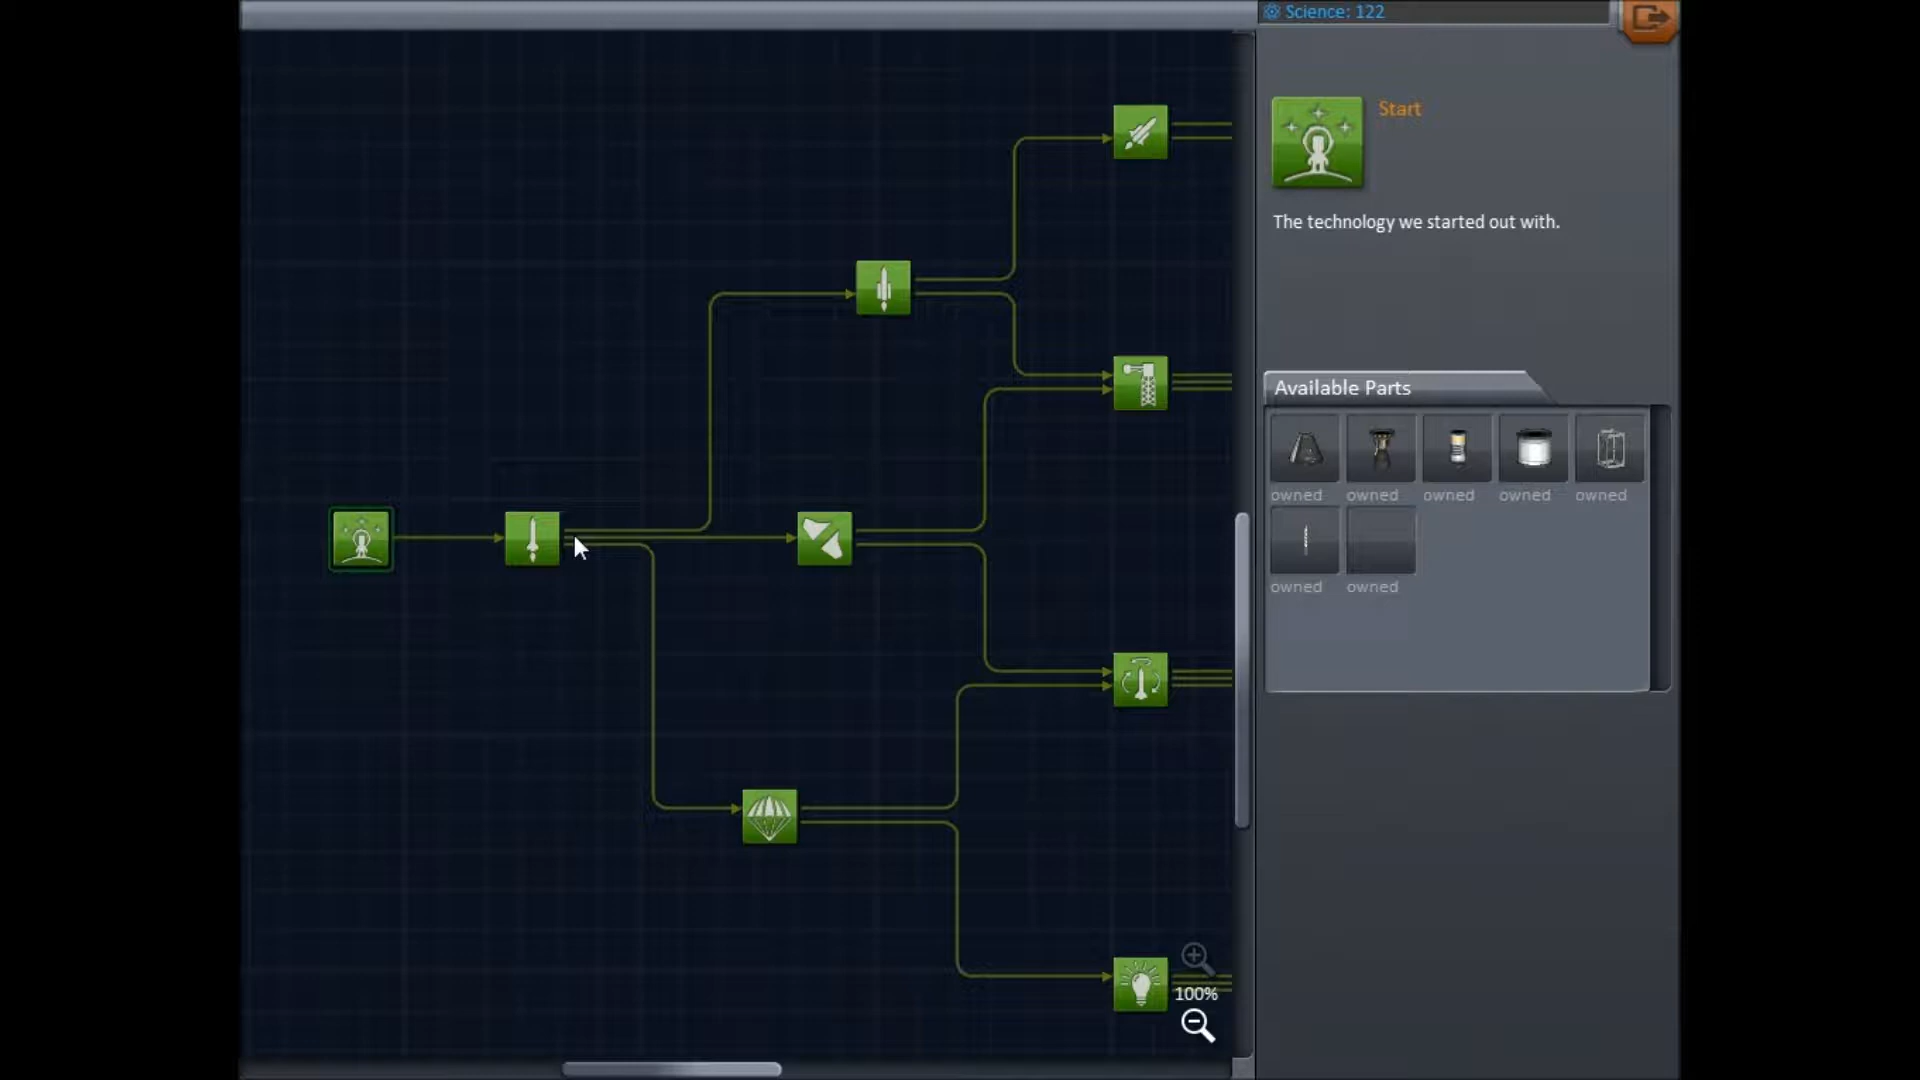 Science: 122
Start
The technology we started out with.
Available Parts
owned owned owned owned owned
owned owned
100%